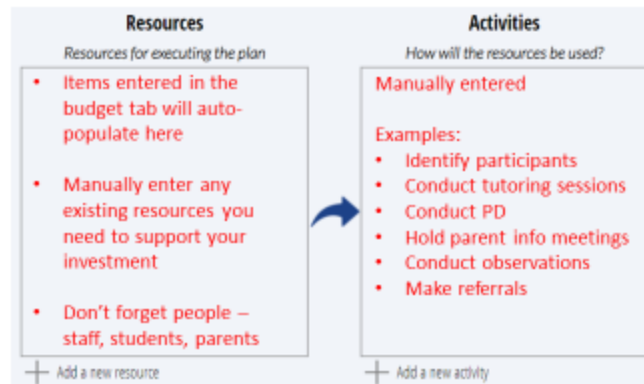 Resources
Resources for executing the plan
• Items entered in the
budget tab will auto-
populate here
• Manually enter any
existing resources you
need to support your
investment
• Don't forget people –
staff, students, parents
Add a new resource
Activities
How will the resources be used?
Manually entered
Examples:
• Identify participants
• Conduct tutoring sessions
• Conduct PD
• Hold parent info meetings
• Conduct observations
• Make referrals
Add a new activity